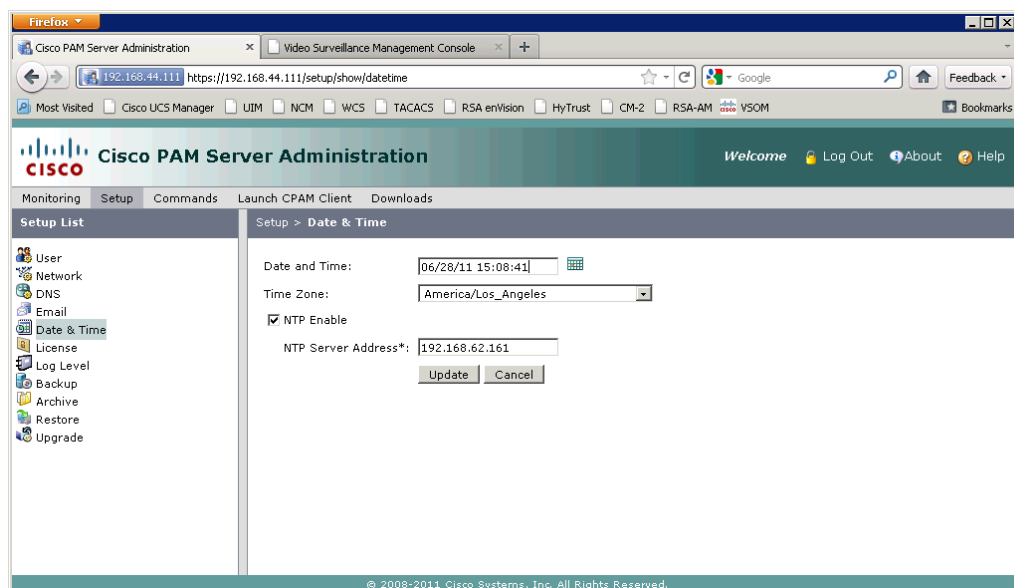 Firefox
Cisco PAM Server Administration
Video Surveillance Management Console
192.168.44.111 https://192.168.44.111/setup/show/datetime
Google
Feedback
Most Visited Cisco UCS Manager UIM NCM WCS TACACS RSA enVision HyTrust CM-2 RSA-AM cisco VSOM Bookmarks
CISCO Cisco PAM Server Administration
Welcome Log Out About Help
Monitoring Setup Commands Launch CPAM Client Downloads
Setup List
Setup > Date & Time
User
Network
DNS
Email
Date & Time
License
Log Level
Backup
Archive
Restore
Upgrade
Date and Time: 06/28/11 15:08:41
Time Zone: America/Los_Angeles
NTP Enable
NTP Server Address*: 192.168.62.161
Update Cancel
© 2008-2011 Cisco Systems, Inc. All Rights Reserved.